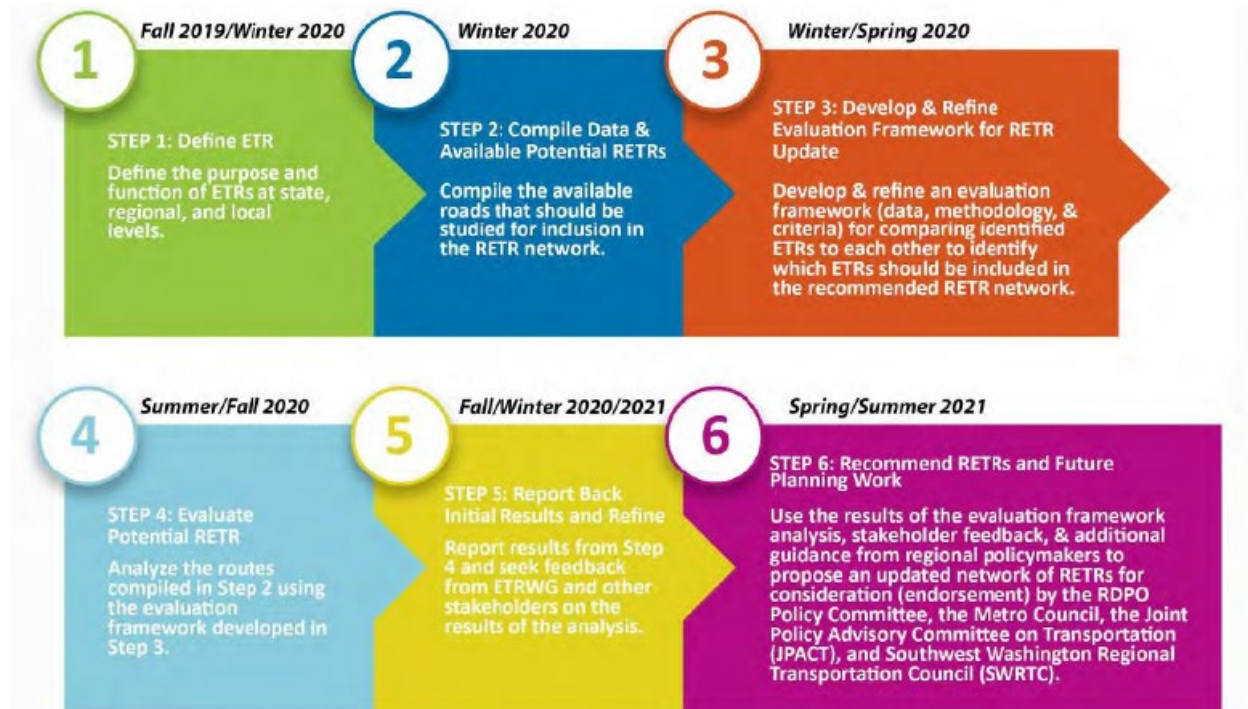 1
Fall 2019/Winter 2020
STEP 1: Define ETR
Define the purpose and
function of ETRs at state,
regional, and local
levels.
2
Winter 2020
STEP 2: Compile Data &
Available Potential RETRs
Compile the available
roads that should be
studied for inclusion in
the RETR network.
3
Winter/Spring 2020
STEP 3: Develop & Refine
Evaluation Framework for RETR
Update
Develop & refine an evaluation
framework (data, methodology, &
criteria) for comparing identified
ETRs to each other to identify
which ETRs should be included in
the recommended RETR network.
4
Summer/Fall 2020
STEP 4: Evaluate
Potential RETR
Analyze the routes
compiled in Step 2 using
the evaluation
framework developed in
Step 3.
5
Fall/Winter 2020/2021
STEP 5: Report Back
Initial Results and Refine
Report results from Step
4 and seek feedback
from ETRWG and other
stakeholders on the
results of the analysis.
6
Spring/Summer 2021
STEP 6: Recommend RETRs and Future
Planning Work
Use the results of the evaluation framework
analysis, stakeholder feedback, & additional
guidance from regional policymakers to
propose an updated network of RETRs for
consideration (endorsement) by the RDPO
Policy Committee, the Metro Council, the Joint
Policy Advisory Committee on Transportation
(JPACT), and Southwest Washington Regional
Transportation Council (SWRTC).